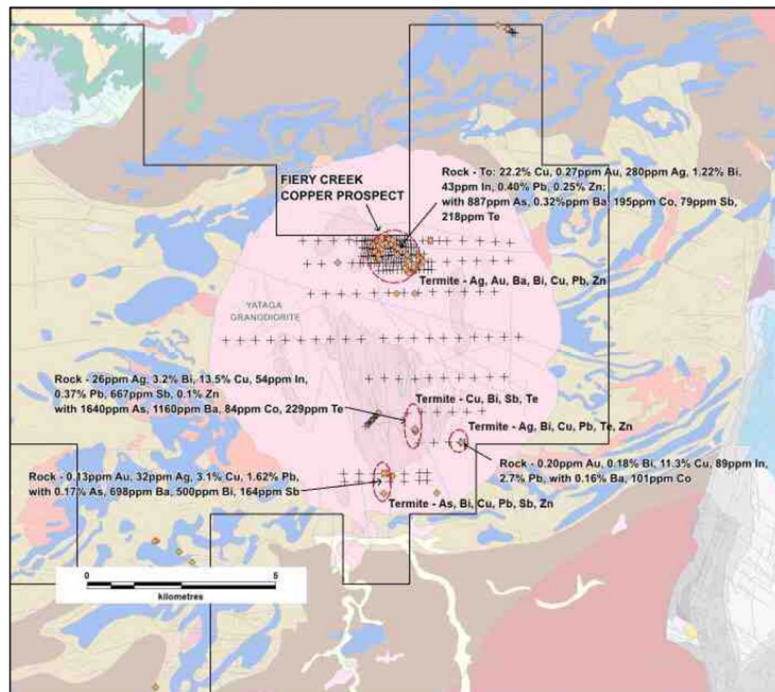 FIERY CREEK
COPPER PROSPECT
Rock - To: 22.2% Cu, 0.27ppm Au, 280ppm Ag, 1.22% Bi,
43ppm In, 0.40% Pb, 0.25% Zn;
with 887ppm As, 0.32%ppm Ba, 195ppm Co, 79ppm Sb,
218ppm Te
Termite - Ag, Au, Ba, Bi, Cu, Pb, Zn
YATAGA
GRANODIORITE
Rock - 26ppm Ag, 3.2% Bi, 13.5% Cu, 54ppm In,
0.37% Pb, 667ppm Sb, 0.1% Zn
with 1640ppm As, 1160ppm Ba, 84ppm Co, 229ppm Te
Termite - Cu, Bi, Sb, Te
Termite - Ag, Bi, Cu, Pb, Te, Zn
Rock - 0.13ppm Au, 32ppm Ag, 3.1% Cu, 1.62% Pb,
with 0.17% As, 698ppm Ba, 500ppm Bi, 164ppm Sb
Rock - 0.20ppm Au, 0.18% Bi, 11.3% Cu, 89ppm In,
2.7% Pb, with 0.16% Ba, 101ppm Co
Termite - As, Bi, Cu, Pb, Sb, Zn
0 5
kilometres